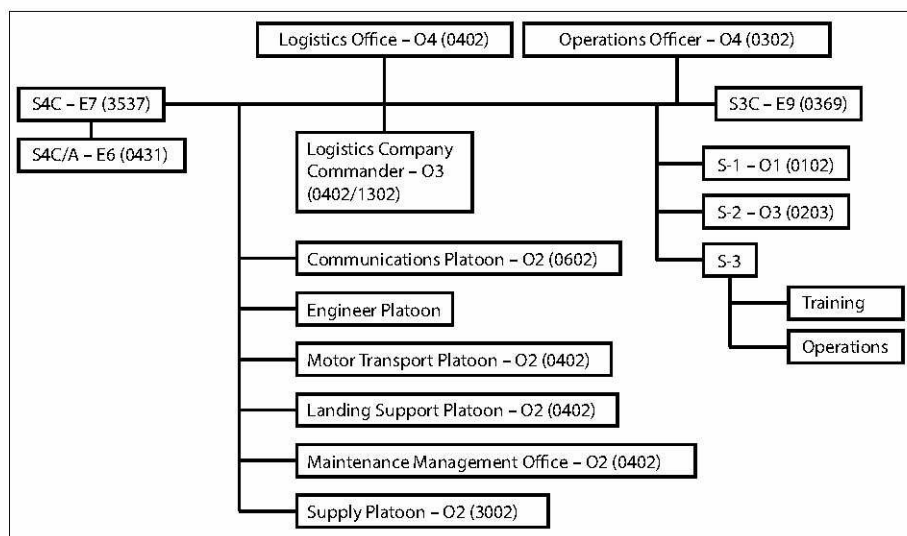 Logistics Office – O4 (0402)
Operations Officer – O4 (0302)
S4C – E7 (3537)
S3C – E9 (0369)
S4C/A – E6 (0431)
Logistics Company
Commander – O3
(0402/1302)
S-1 – O1 (0102)
S-2 – O3 (0203)
Communications Platoon – O2 (0602)
S-3
Engineer Platoon
Training
Motor Transport Platoon – O2 (0402)
Operations
Landing Support Platoon – O2 (0402)
Maintenance Management Office – O2 (0402)
Supply Platoon – O2 (3002)